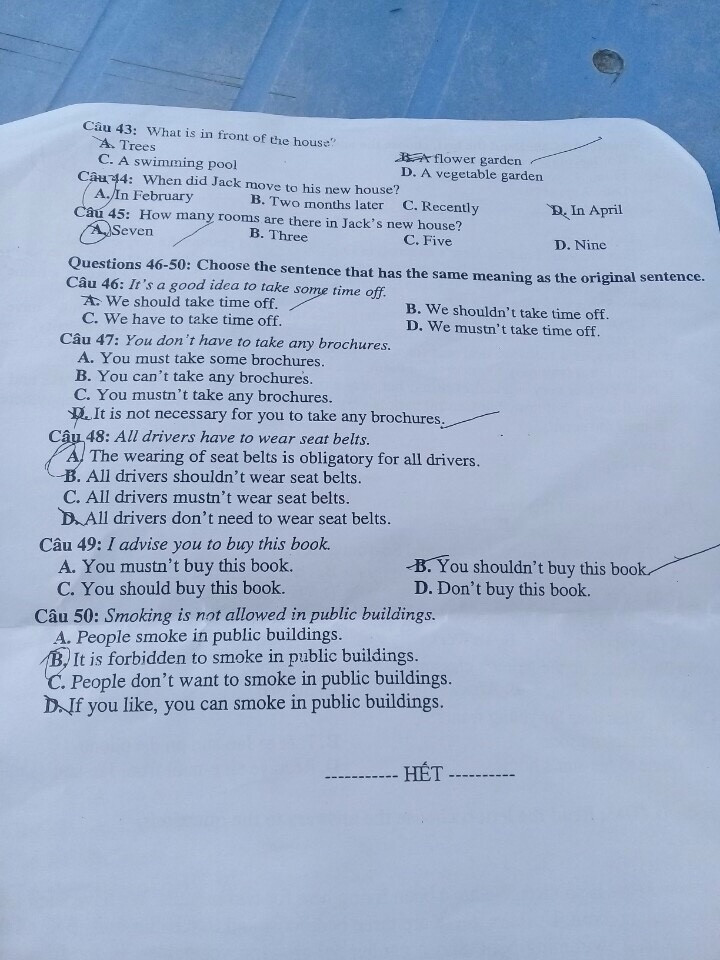 Câu 43: What is in front of the house?
A. Trees B. A flower garden
C. A swimming pool D. A vegetable garden
Câu 44: When did Jack move to his new house?
A. In February B. Two months later C. Recently D. In April
Câu 45: How many rooms are there in Jack's new house?
A. Seven B. Three C. Five D. Nine
Questions 46-50: Choose the sentence that has the same meaning as the original sentence.
Câu 46: It's a good idea to take some time off.
A. We should take time off. B. We shouldn't take time off.
C. We have to take time off. D. We mustn't take time off.
Câu 47: You don't have to take any brochures.
A. You must take some brochures.
B. You can't take any brochures.
C. You mustn't take any brochures.
D. It is not necessary for you to take any brochures.
Câu 48: All drivers have to wear seat belts.
A. The wearing of seat belts is obligatory for all drivers.
B. All drivers shouldn't wear seat belts.
C. All drivers mustn't wear seat belts.
D. All drivers don't need to wear seat belts.
Câu 49: I advise you to buy this book.
A. You mustn't buy this book. B. You shouldn't buy this book.
C. You should buy this book. D. Don't buy this book.
Câu 50: Smoking is not allowed in public buildings.
A. People smoke in public buildings.
B. It is forbidden to smoke in public buildings.
C. People don't want to smoke in public buildings.
D. If you like, you can smoke in public buildings.
----------- HẾT ----------